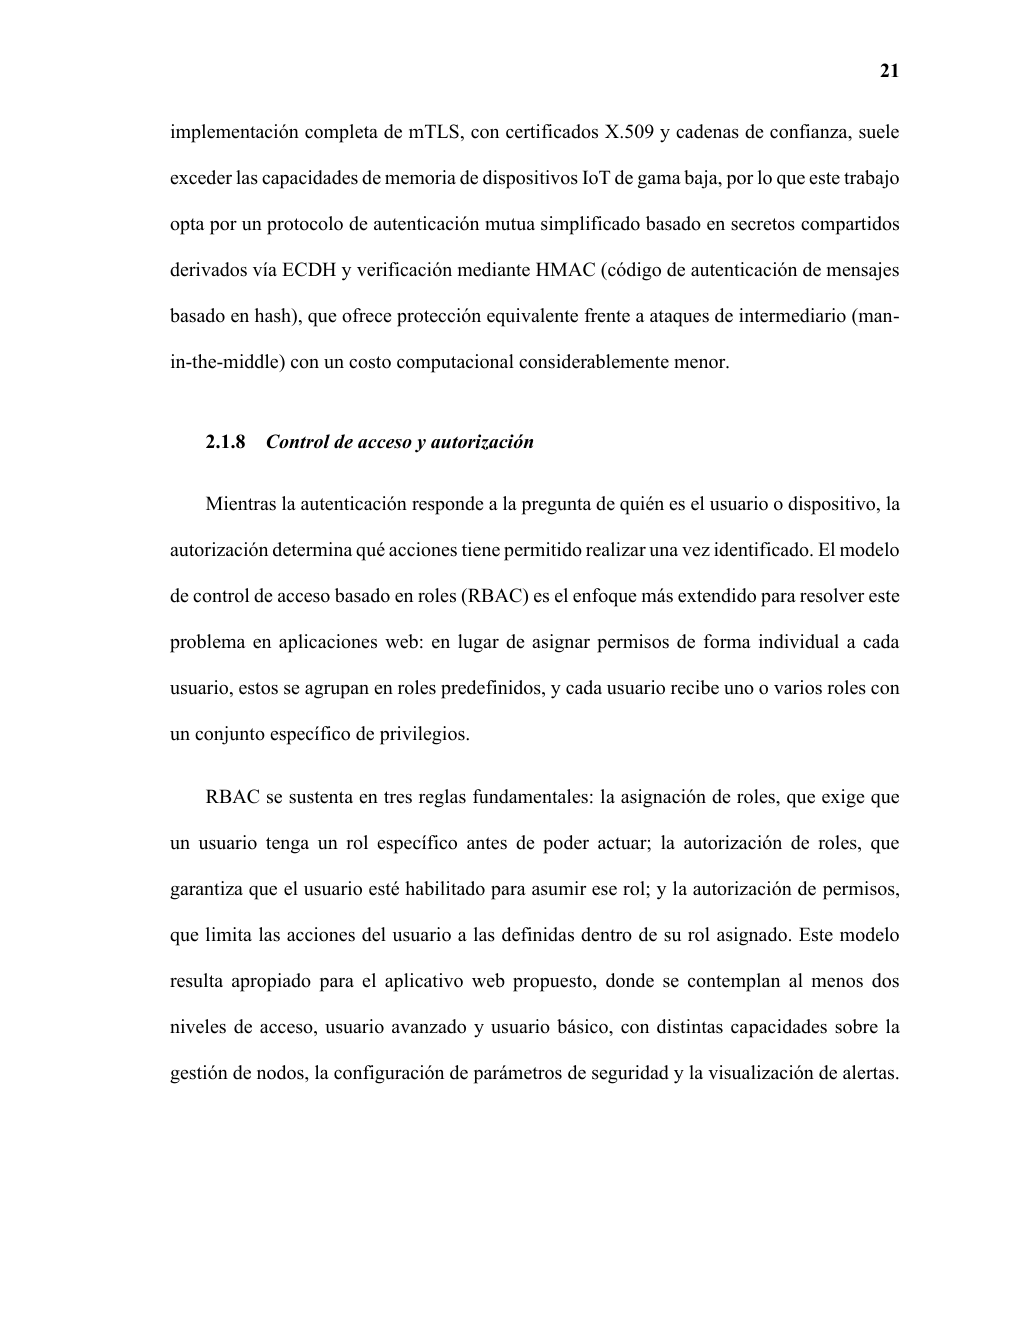 21
implementación completa de mTLS, con certificados X.509 y cadenas de confianza, suele
exceder las capacidades de memoria de dispositivos IoT de gama baja, por lo que este trabajo
opta por un protocolo de autenticación mutua simplificado basado en secretos compartidos
derivados vía ECDH y verificación mediante HMAC (código de autenticación de mensajes
basado en hash), que ofrece protección equivalente frente a ataques de intermediario (man-
in-the-middle) con un costo computacional considerablemente menor.
2.1.8 Control de acceso y autorización
Mientras la autenticación responde a la pregunta de quién es el usuario o dispositivo, la
autorización determina qué acciones tiene permitido realizar una vez identificado. El modelo
de control de acceso basado en roles (RBAC) es el enfoque más extendido para resolver este
problema en aplicaciones web: en lugar de asignar permisos de forma individual a cada
usuario, estos se agrupan en roles predefinidos, y cada usuario recibe uno o varios roles con
un conjunto específico de privilegios.
RBAC se sustenta en tres reglas fundamentales: la asignación de roles, que exige que
un usuario tenga un rol específico antes de poder actuar; la autorización de roles, que
garantiza que el usuario esté habilitado para asumir ese rol; y la autorización de permisos,
que limita las acciones del usuario a las definidas dentro de su rol asignado. Este modelo
resulta apropiado para el aplicativo web propuesto, donde se contemplan al menos dos
niveles de acceso, usuario avanzado y usuario básico, con distintas capacidades sobre la
gestión de nodos, la configuración de parámetros de seguridad y la visualización de alertas.